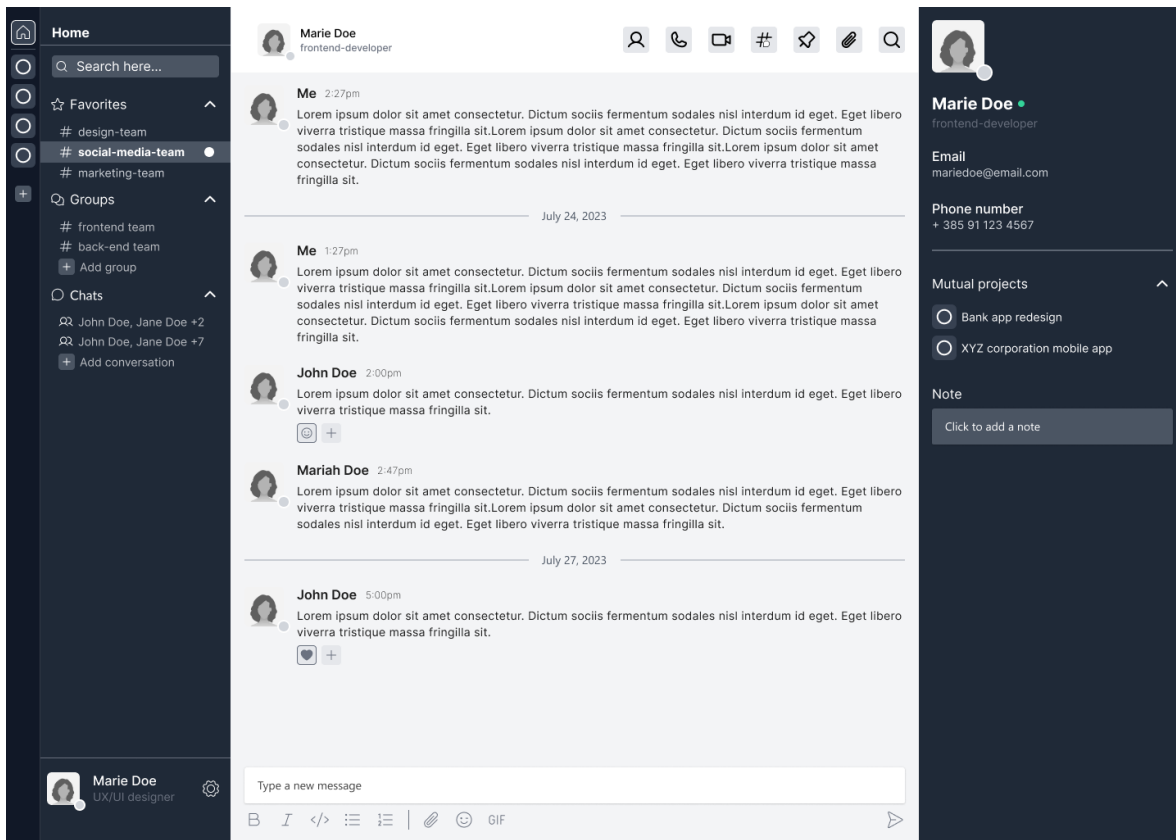 Home
Search here...
Favorites
# design-team
# social-media-team
# marketing-team
Groups
# frontend team
# back-end team
+ Add group
Chats
John Doe, Jane Doe +2
John Doe, Jane Doe +7
+ Add conversation
Marie Doe
UX/UI designer
Marie Doe
frontend-developer
Me 2:27pm
Lorem ipsum dolor sit amet consectetur. Dictum sociis fermentum sodales nisl interdum id eget. Eget libero
viverra tristique massa fringilla sit.Lorem ipsum dolor sit amet consectetur. Dictum sociis fermentum
sodales nisl interdum id eget. Eget libero viverra tristique massa fringilla sit.Lorem ipsum dolor sit amet
consectetur. Dictum sociis fermentum sodales nisl interdum id eget. Eget libero viverra tristique massa
fringilla sit.
July 24, 2023
Me 1:27pm
Lorem ipsum dolor sit amet consectetur. Dictum sociis fermentum sodales nisl interdum id eget. Eget libero
viverra tristique massa fringilla sit.Lorem ipsum dolor sit amet consectetur. Dictum sociis fermentum
sodales nisl interdum id eget. Eget libero viverra tristique massa fringilla sit.Lorem ipsum dolor sit amet
consectetur. Dictum sociis fermentum sodales nisl interdum id eget. Eget libero viverra tristique massa
fringilla sit.
John Doe 2:00pm
Lorem ipsum dolor sit amet consectetur. Dictum sociis fermentum sodales nisl interdum id eget. Eget libero
viverra tristique massa fringilla sit.
Mariah Doe 2:47pm
Lorem ipsum dolor sit amet consectetur. Dictum sociis fermentum sodales nisl interdum id eget. Eget libero
viverra tristique massa fringilla sit.Lorem ipsum dolor sit amet consectetur. Dictum sociis fermentum
sodales nisl interdum id eget. Eget libero viverra tristique massa fringilla sit.
July 27, 2023
John Doe 5:00pm
Lorem ipsum dolor sit amet consectetur. Dictum sociis fermentum sodales nisl interdum id eget. Eget libero
viverra tristique massa fringilla sit.
Type a new message
B I </> GIF
Marie Doe
frontend-developer
Email
mariedoe@email.com
Phone number
+ 385 91 123 4567
Mutual projects
Bank app redesign
XYZ corporation mobile app
Note
Click to add a note